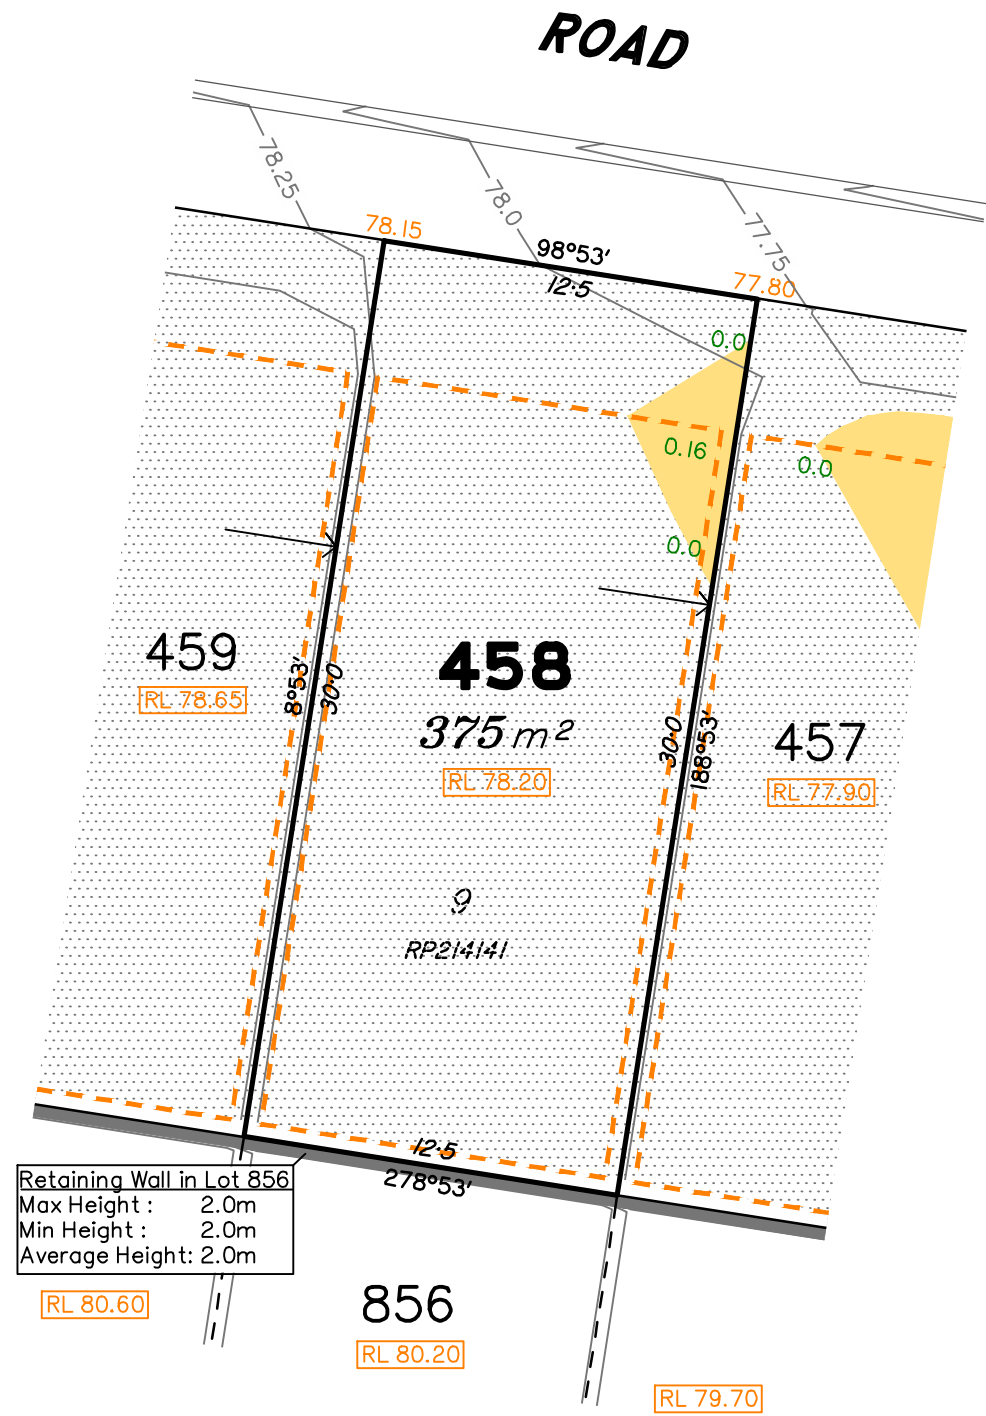 ROAD
78.25
78.0
77.75
78.15
98°53'
12·5
77.80
0.0
0.16
0.0
0.0
459
RL 78.65
8°53'
30·0
458
375 m²
RL 78.20
30·0
188°53'
457
RL 77.90
9
RP214141
12·5
278°53'
Retaining Wall in Lot 856
Max Height : 2.0m
Min Height : 2.0m
Average Height: 2.0m
RL 80.60
856
RL 80.20
RL 79.70